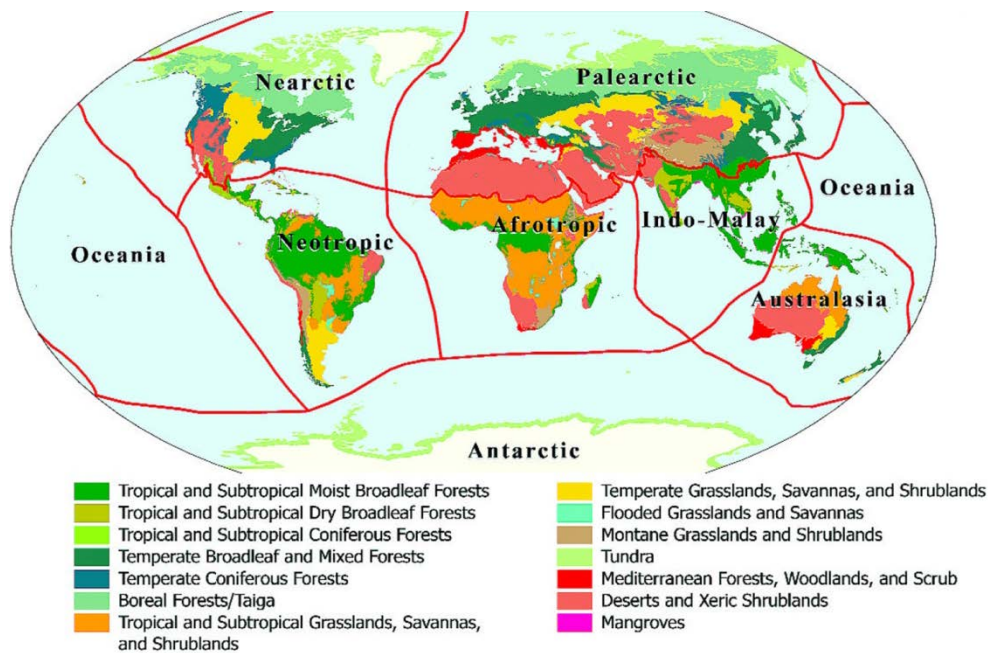 Nearctic
Palearctic
Oceania
Afrotropic
Indo-Malay
Neotropic
Oceania
Australasia
Antarctic
Tropical and Subtropical Moist Broadleaf Forests
Tropical and Subtropical Dry Broadleaf Forests
Tropical and Subtropical Coniferous Forests
Temperate Broadleaf and Mixed Forests
Temperate Coniferous Forests
Boreal Forests/Taiga
Tropical and Subtropical Grasslands, Savannas,
and Shrublands
Temperate Grasslands, Savannas, and Shrublands
Flooded Grasslands and Savannas
Montane Grasslands and Shrublands
Tundra
Mediterranean Forests, Woodlands, and Scrub
Deserts and Xeric Shrublands
Mangroves